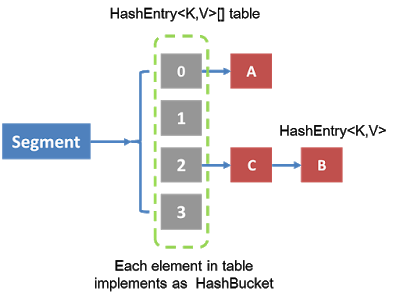 HashEntry<K,V>[] table
0
A
1
HashEntry<K,V>
Segment
2
C
B
3
Each element in table
implements as HashBucket